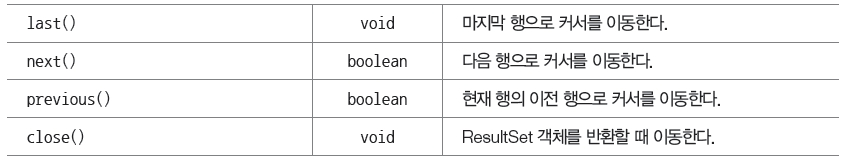 last() void 마지막 행으로 커서를 이동한다.
next() boolean 다음 행으로 커서를 이동한다.
previous() boolean 현재 행의 이전 행으로 커서를 이동한다.
close() void ResultSet 객체를 반환할 때 이동한다.